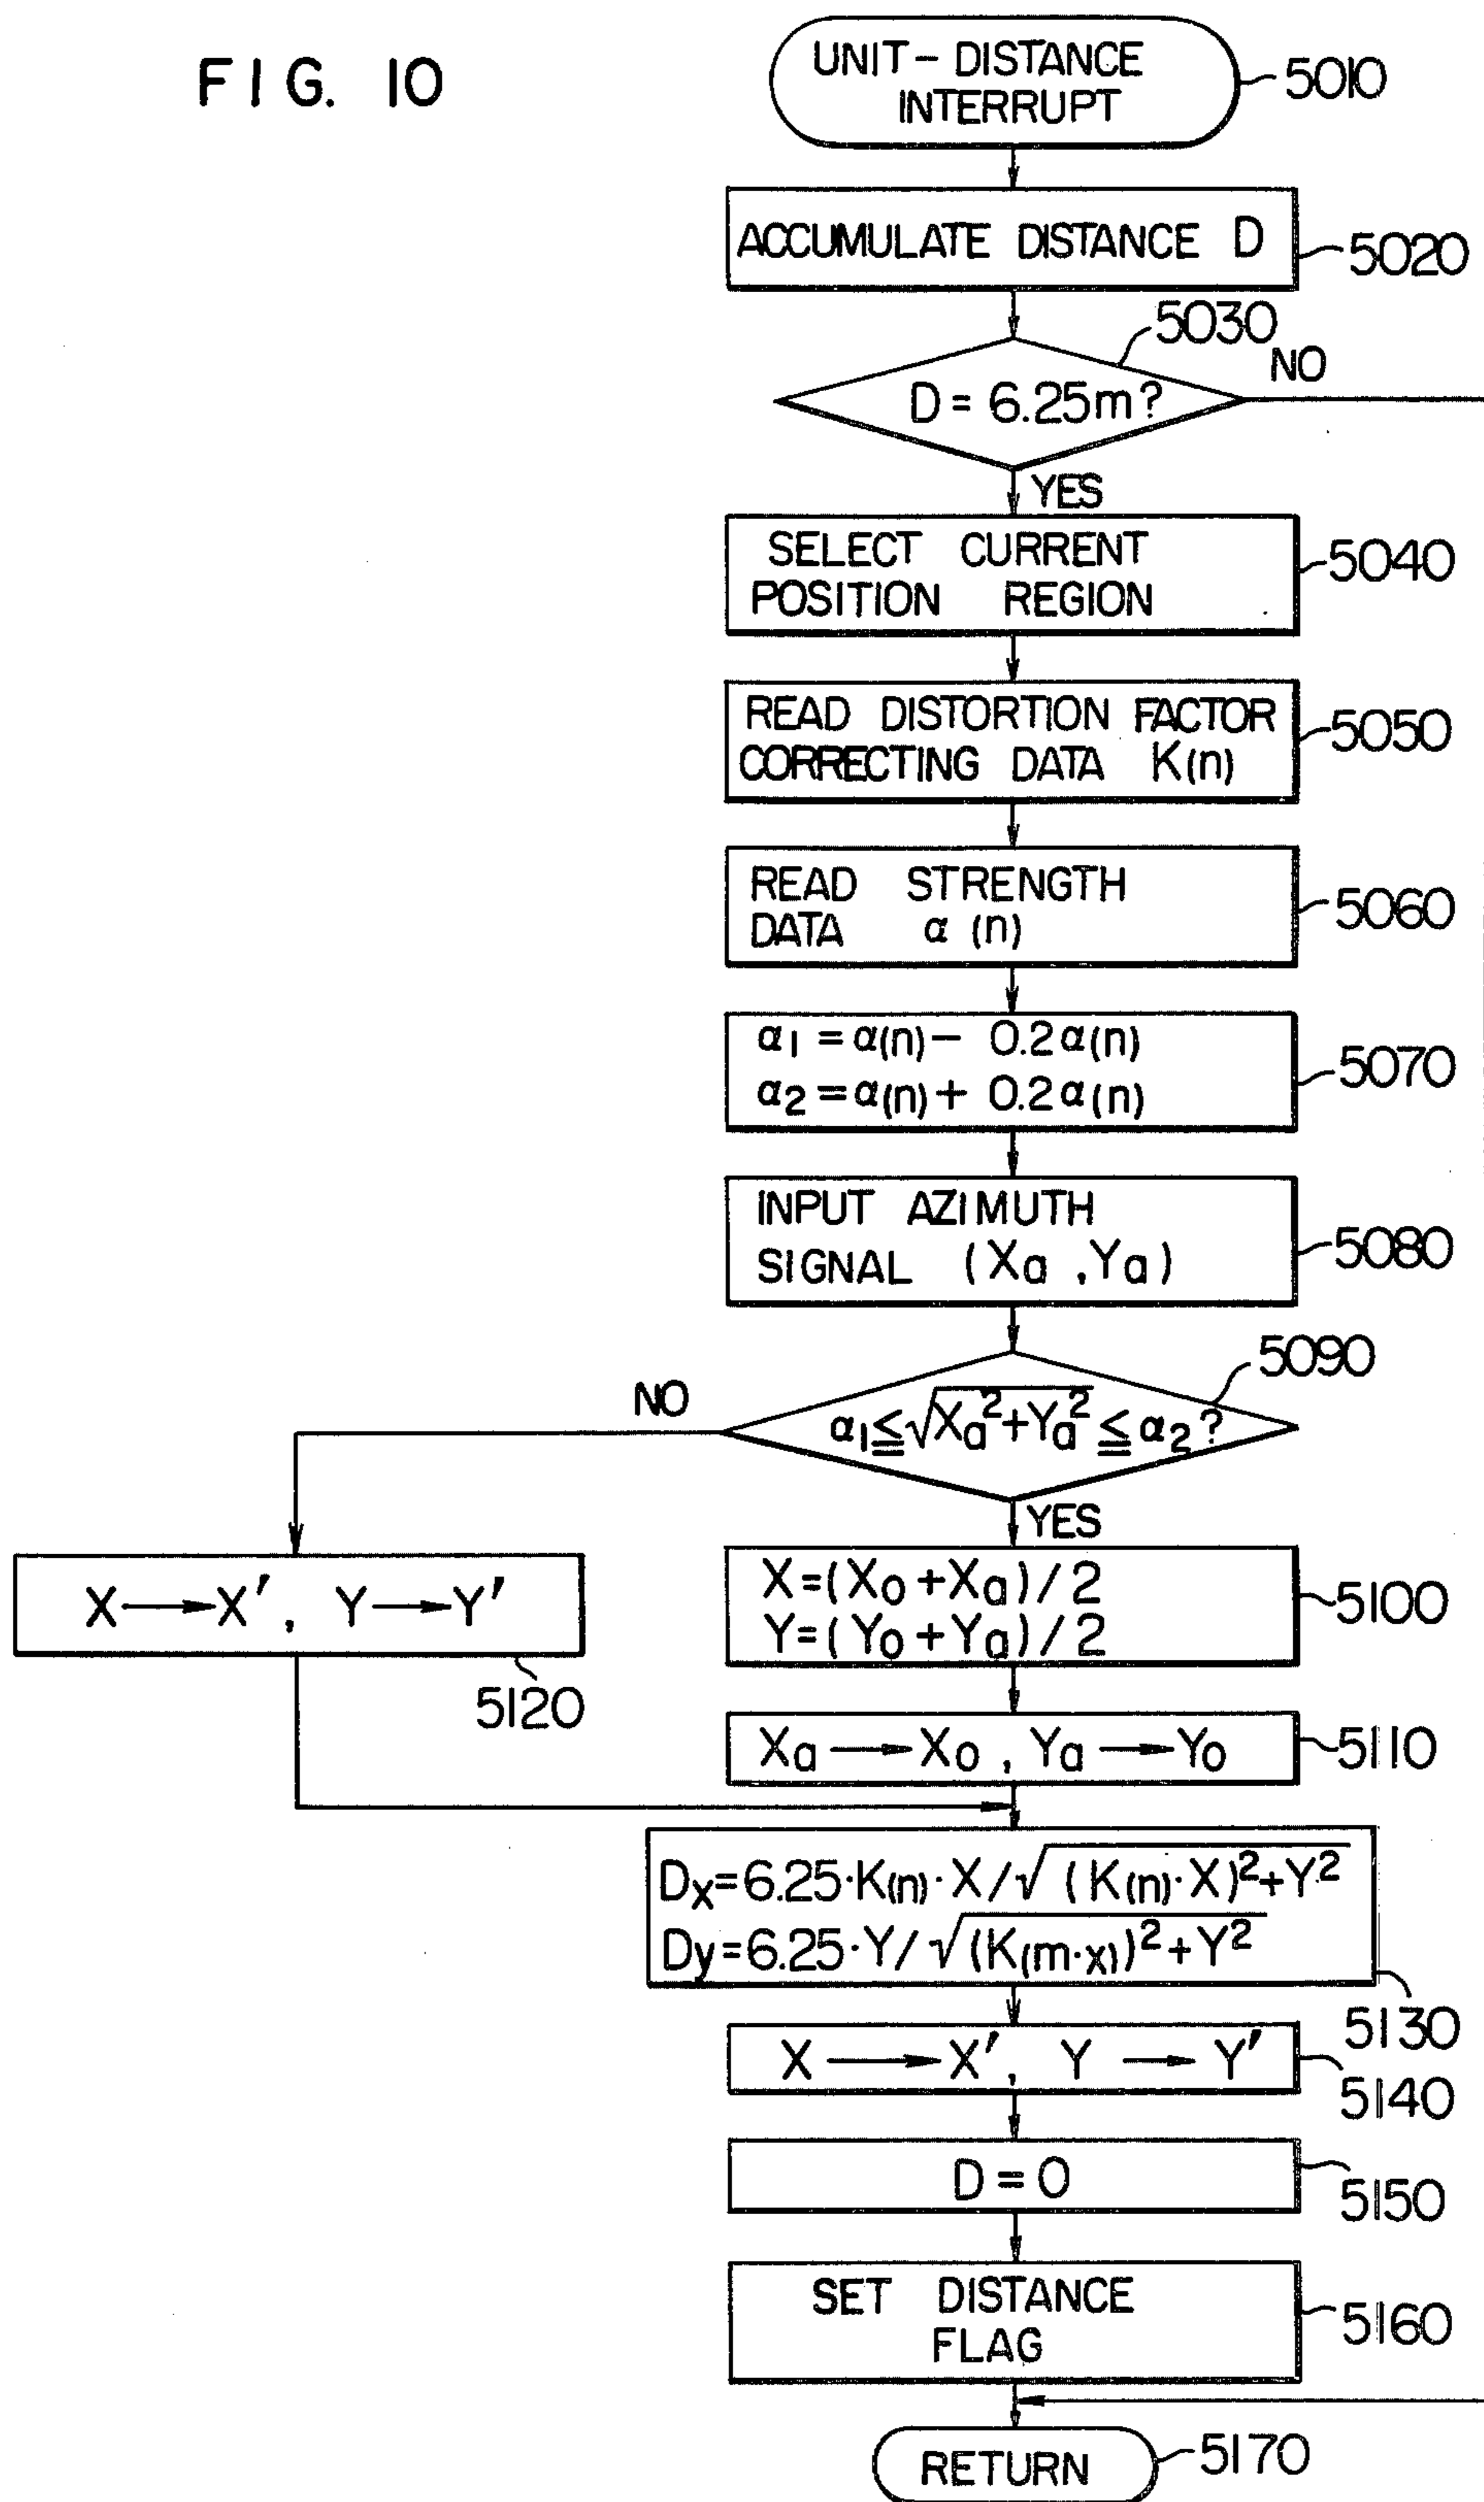 FIG. 10
UNIT-DISTANCE
INTERRUPT
5010
ACCUMULATE DISTANCE D
5020
5030
D = 6.25m?
NO
YES
SELECT CURRENT
POSITION REGION
5040
READ DISTORTION FACTOR
CORRECTING DATA K(n)
5050
READ STRENGTH
DATA α (n)
5060
α1 = α(n) - 0.2α(n)
α2 = α(n) + 0.2α(n)
5070
INPUT AZIMUTH
SIGNAL (Xa ,Ya)
5080
5090
NO
α1 ≦ √Xa²+Ya² ≦ α2?
YES
X=(Xo+Xa)/2
Y=(Yo+Ya)/2
5100
X → X', Y → Y'
5120
Xa → Xo , Ya → Yo
5110
Dx=6.25·K(n)·X/√(K(n)·X)²+Y²
Dy=6.25·Y/√(K(m·x))²+Y²
5130
X → X', Y → Y'
5140
D = 0
5150
SET DISTANCE
FLAG
5160
RETURN
5170